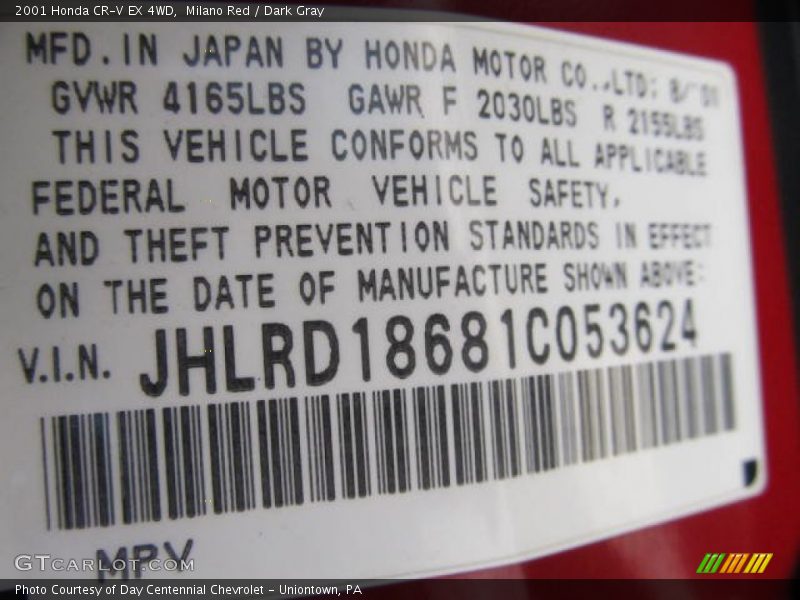 2001 Honda CR-V EX 4WD, Milano Red / Dark Gray
MFD. IN JAPAN BY HONDA MOTOR CO.,LTD: 8/'01
GVWR 4165LBS GAWR F 2030LBS R 2155LBS
THIS VEHICLE CONFORMS TO ALL APPLICABLE
FEDERAL MOTOR VEHICLE SAFETY,
AND THEFT PREVENTION STANDARDS IN EFFECT
ON THE DATE OF MANUFACTURE SHOWN ABOVE:
V.I.N. JHLRD18681C053624
MPV
GTCARLOT.COM
Photo Courtesy of Day Centennial Chevrolet - Uniontown, PA